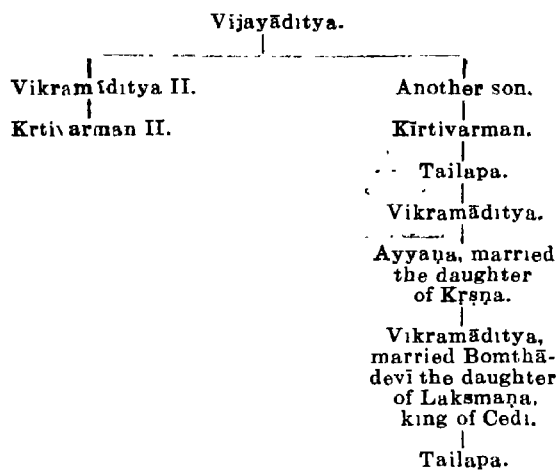 Vijayāditya.
Vikramāditya II.
Another son.
Krtivarman II.
Kīrtivarman.
Tailapa.
Vikramāditya.
Ayyaṇa, married
the daughter
of Kṛṣṇa.
Vikramāditya,
married Bomthā-
devī the daughter
of Laksmaṇa,
king of Cedi.
Tailapa.